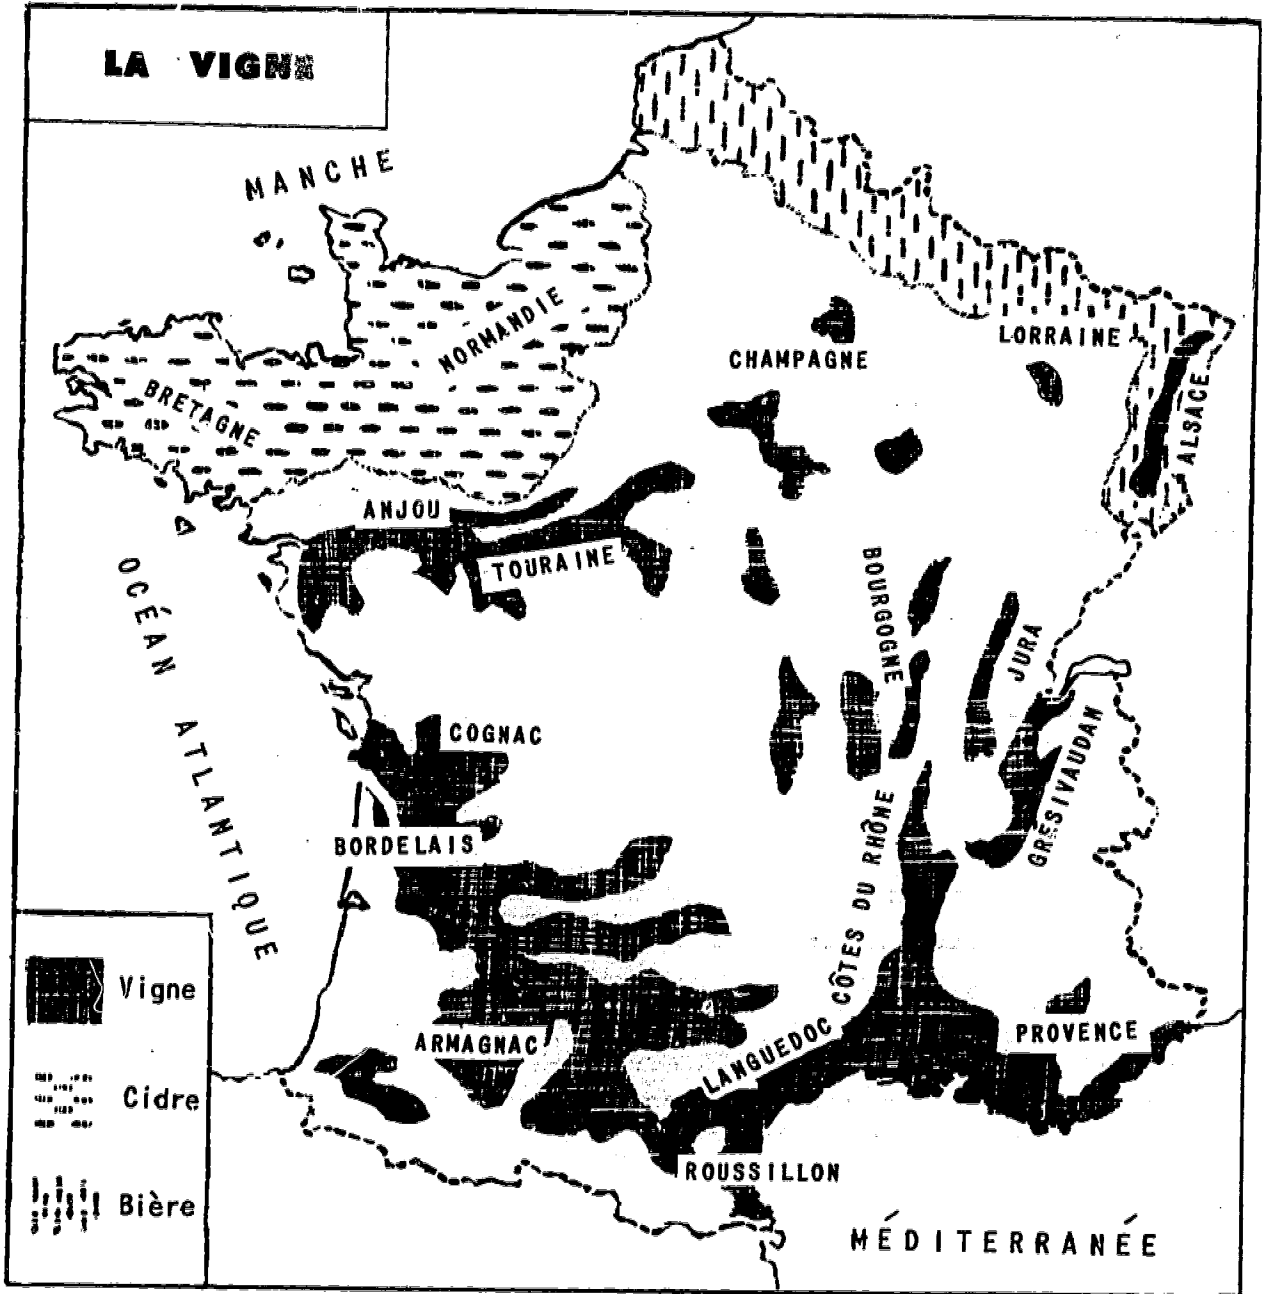 LA VIGNE
MANCHE
NORMANDIE
BRETAGNE
CHAMPAGNE
LORRAINE
ALSACE
ANJOU
TOURAINE
BOURGOGNE
JURA
OCÉAN ATLANTIQUE
COGNAC
GRESIVAUDAN
BORDELAIS
CÔTES DU RHÔNE
ARMAGNAC
LANGUEDOC
PROVENCE
ROUSSILLON
MÉDITERRANÉE
Vigne
Cidre
Bière